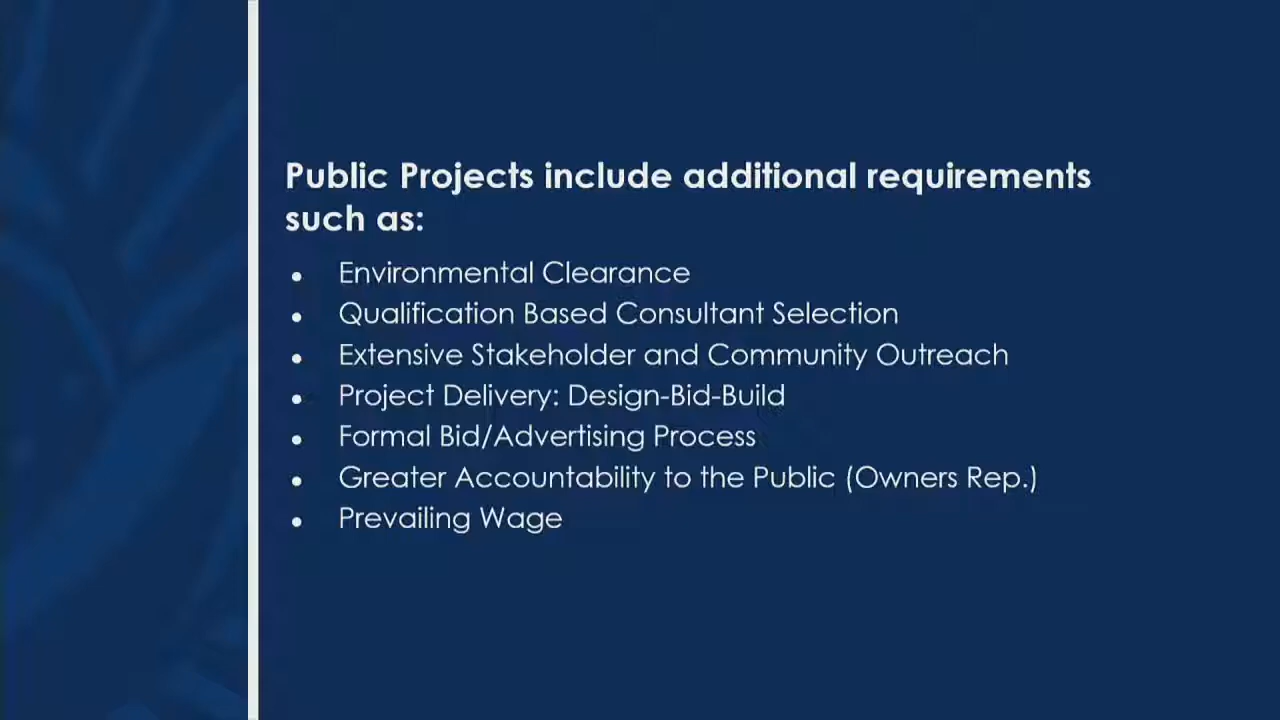 Public Projects include additional requirements
such as:
• Environmental Clearance
• Qualification Based Consultant Selection
• Extensive Stakeholder and Community Outreach
• Project Delivery: Design-Bid-Build
• Formal Bid/Advertising Process
• Greater Accountability to the Public (Owners Rep.)
• Prevailing Wage